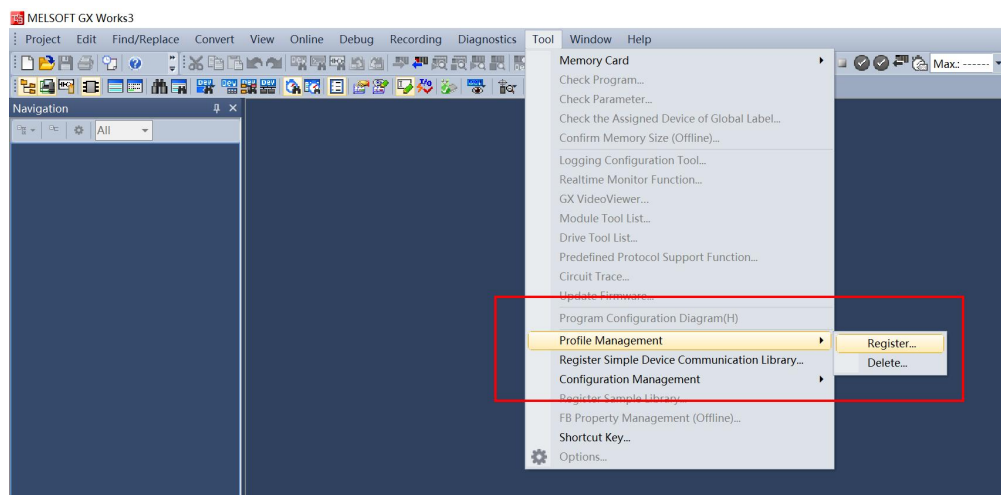 MELSOFT GX Works3
Project Edit Find/Replace Convert View Online Debug Recording Diagnostics Tool Window Help
Max.: ------
Navigation
All
Memory Card
Check Program...
Check Parameter...
Check the Assigned Device of Global Label...
Confirm Memory Size (Offline)...
Logging Configuration Tool...
Realtime Monitor Function...
GX VideoViewer...
Module Tool List...
Drive Tool List...
Predefined Protocol Support Function...
Circuit Trace...
Update Firmware...
Program Configuration Diagram(H)
Profile Management
Register...
Register Simple Device Communication Library...
Delete...
Configuration Management
Register Sample Library...
FB Property Management (Offline)...
Shortcut Key...
Options...